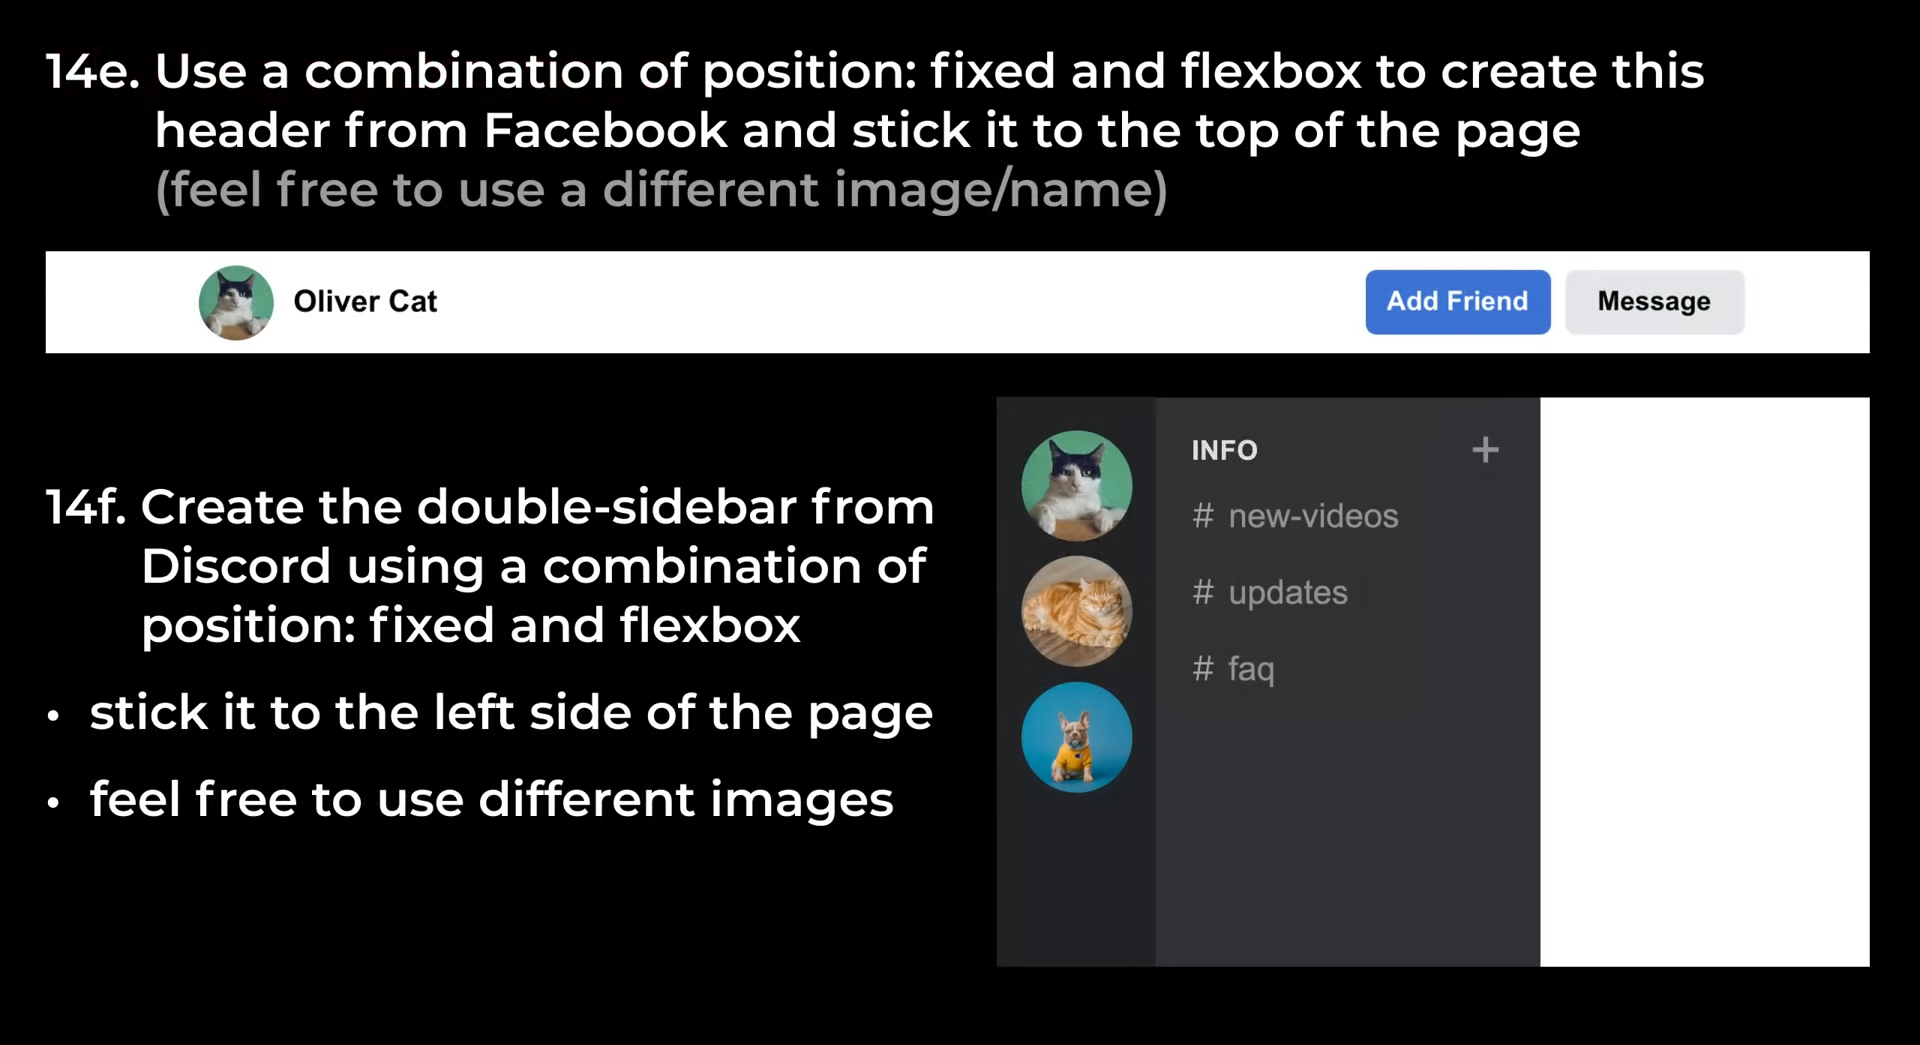 14e. Use a combination of position: fixed and flexbox to create this
header from Facebook and stick it to the top of the page
(feel free to use a different image/name)
Oliver Cat
Add Friend
Message
14f. Create the double-sidebar from
Discord using a combination of
position: fixed and flexbox
• stick it to the left side of the page
• feel free to use different images
INFO +
# new-videos
# updates
# faq